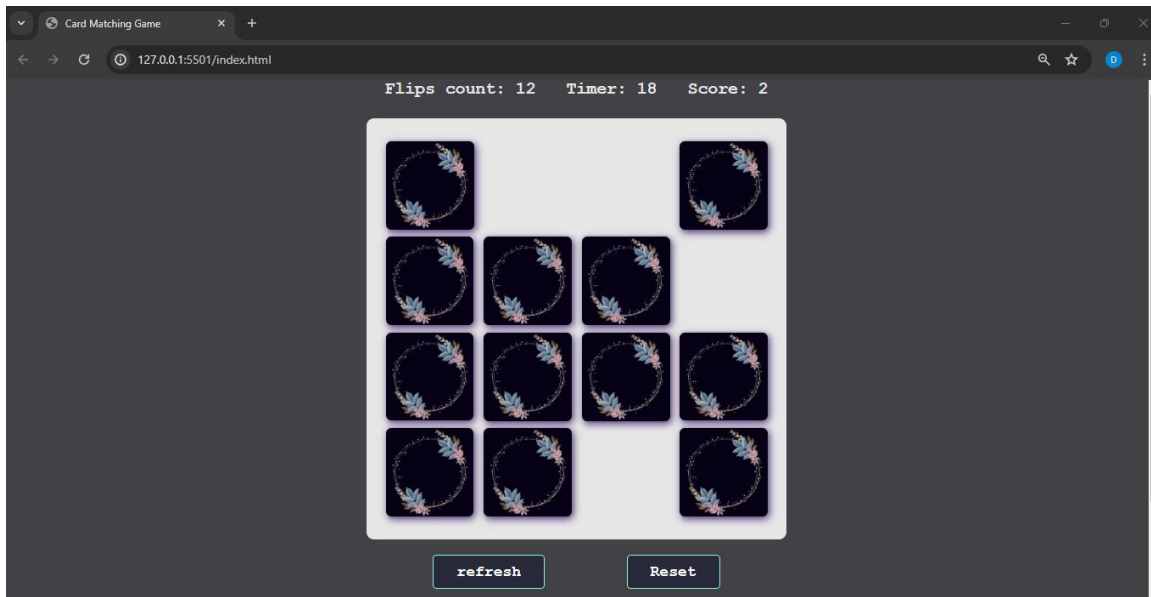 Card Matching Game
127.0.0.1:5501/index.html
D
Flips count: 12 Timer: 18 Score: 2
refresh Reset